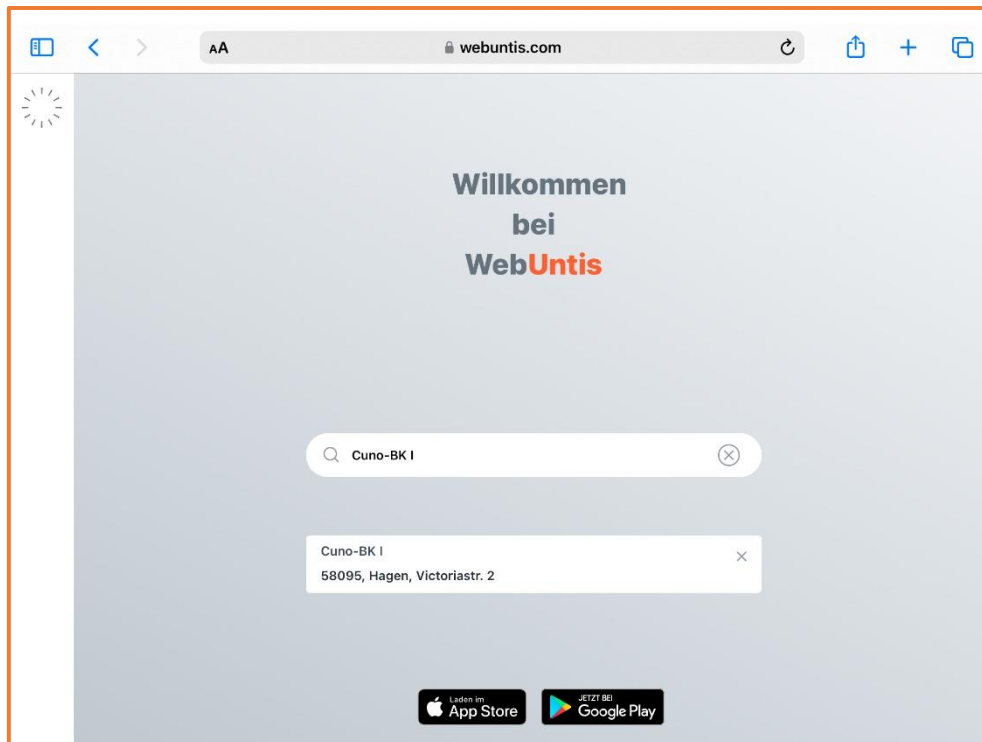 AA
webuntis.com
Willkommen
bei
WebUntis
Cuno-BK I
Cuno-BK I
58095, Hagen, Victoriastr. 2
Laden im
App Store
JETZT BEI
Google Play